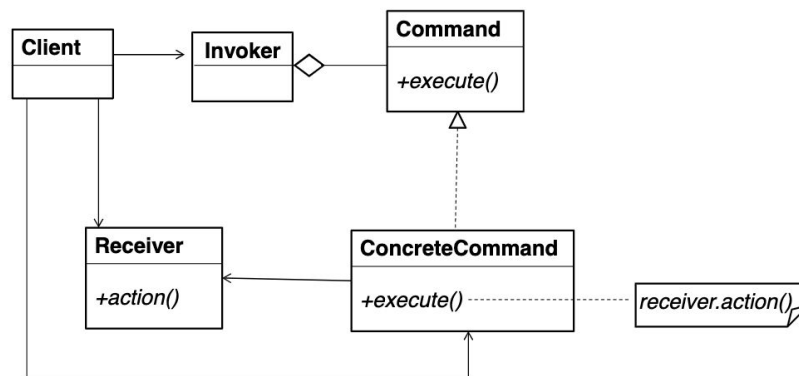 Client
Invoker
Command
+execute()
Receiver
+action()
ConcreteCommand
+execute()
receiver.action()